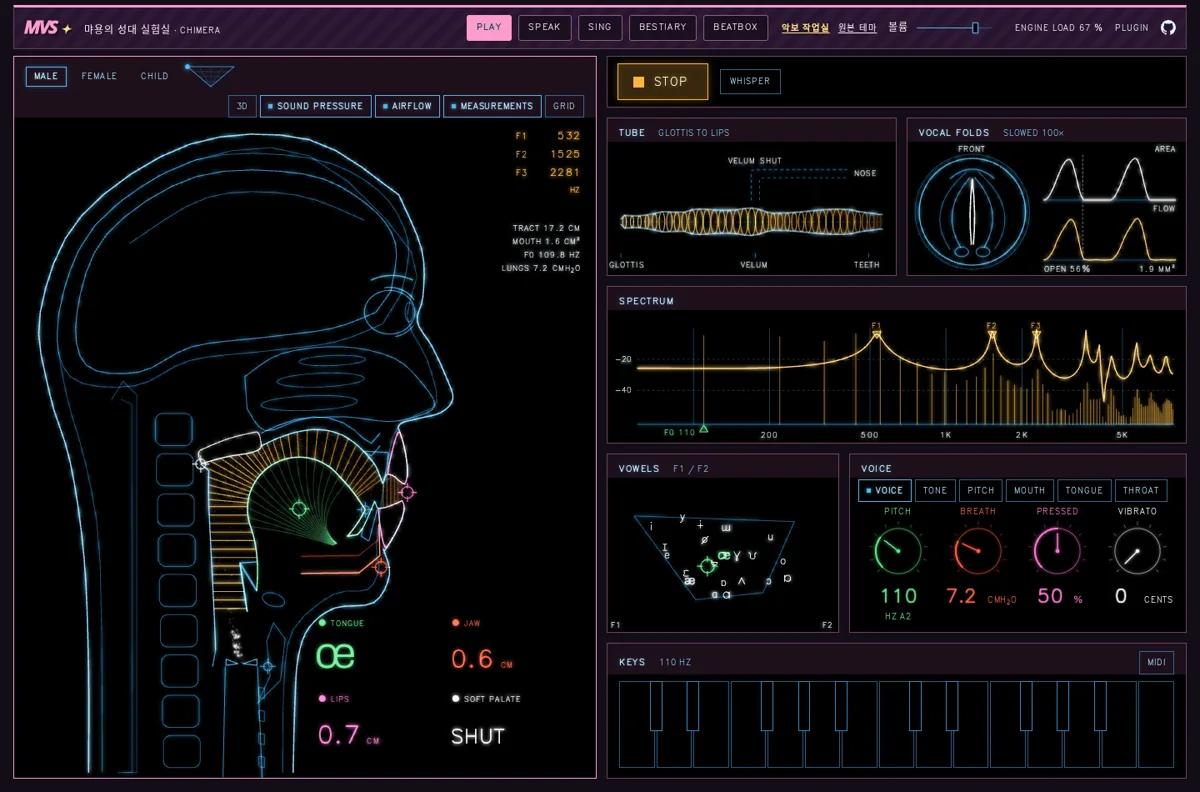 MVS 마용의 성대 실험실 · CHIMERA
PLAY SPEAK SING BESTIARY BEATBOX 악보 작업실 원본 테마 볼륨 ENGINE LOAD 67 % PLUGIN
MALE FEMALE CHILD
3D SOUND PRESSURE AIRFLOW MEASUREMENTS GRID
F1 532
F2 1525
F3 2281
HZ
TRACT 17.2 CM
MOUTH 1.6 CM²
F0 109.8 HZ
LUNGS 7.2 CMH₂O
TONGUE
œ
JAW
0.6 CM
LIPS
0.7 CM
SOFT PALATE
SHUT
STOP WHISPER
TUBE GLOTTIS TO LIPS
VELUM SHUT
NOSE
GLOTTIS VELUM TEETH
VOCAL FOLDS SLOWED 100×
FRONT
AREA
FLOW
OPEN 56% 1.9 MM²
SPECTRUM
F1 F2 F3
-20
-40
F0 110 200 500 1K 2K 5K
VOWELS F1 / F2
i y ɨ ɯ u
ø
œ ɣ ʊ
o
ɒ ʌ
F1 F2
VOICE
VOICE TONE PITCH MOUTH TONGUE THROAT
PITCH BREATH PRESSED VIBRATO
110 7.2 CMH₂O 50 % 0 CENTS
HZ A2
KEYS 110 HZ MIDI